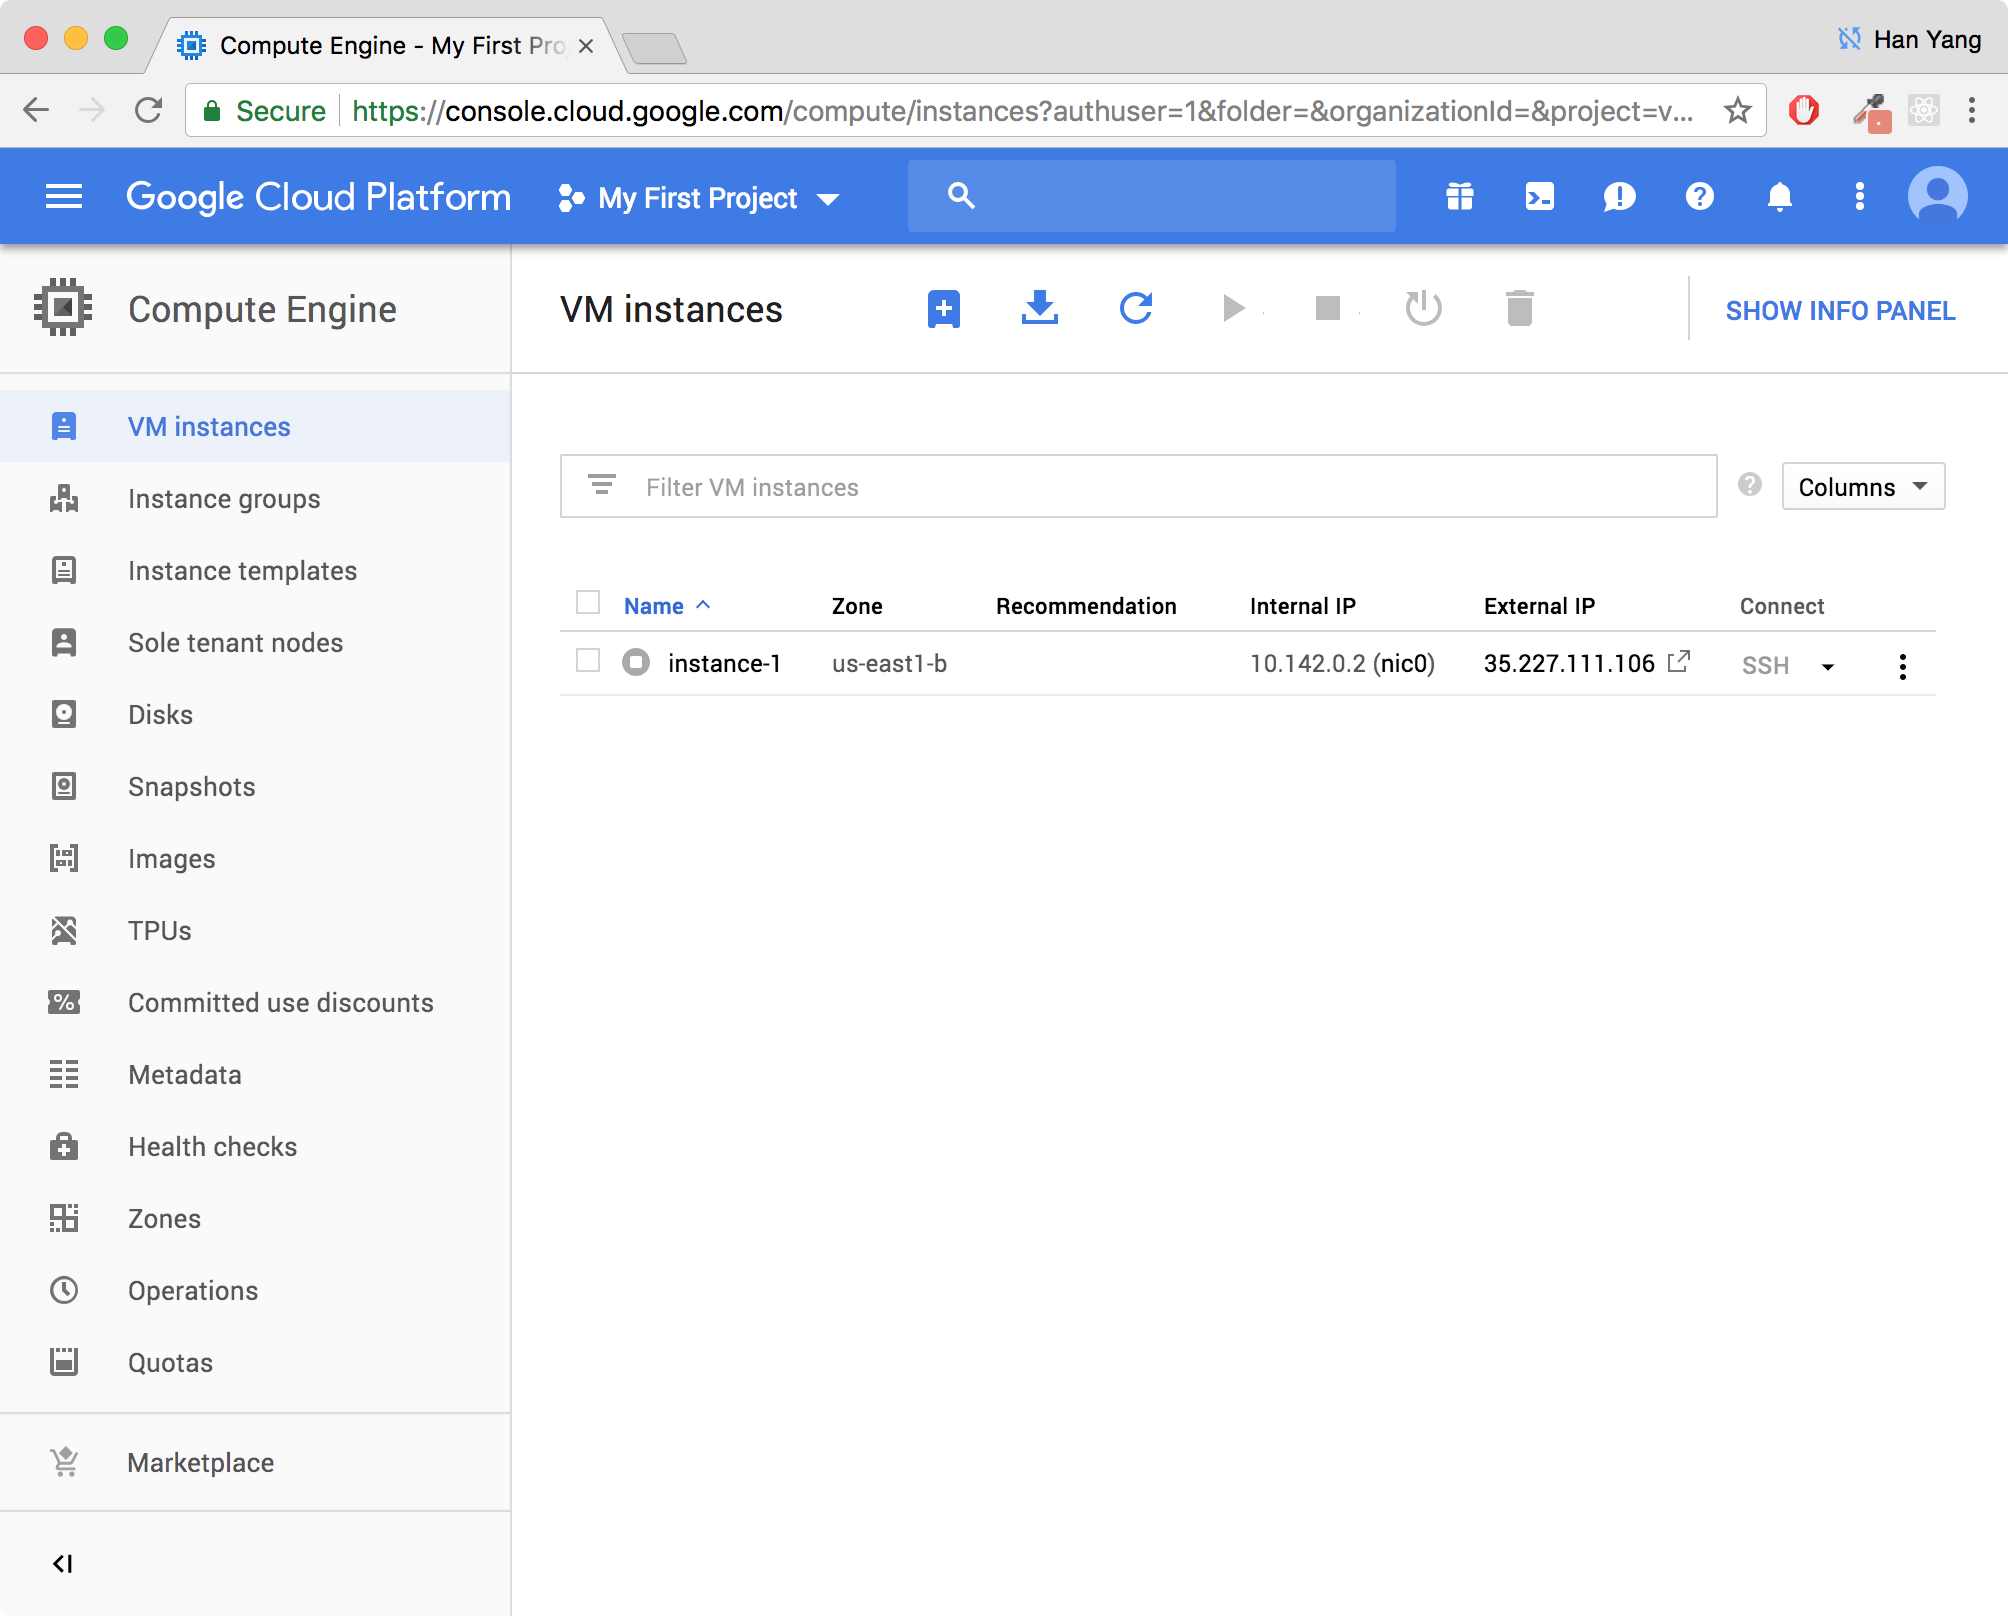 Compute Engine - My First Pro
Han Yang
Secure https://console.cloud.google.com/compute/instances?authuser=1&folder=&organizationId=&project=v...
Google Cloud Platform My First Project
Compute Engine
VM instances SHOW INFO PANEL
VM instances
Instance groups
Instance templates
Sole tenant nodes
Disks
Snapshots
Images
TPUs
Committed use discounts
Metadata
Health checks
Zones
Operations
Quotas
Marketplace
Filter VM instances Columns
Name Zone Recommendation Internal IP External IP Connect
instance-1 us-east1-b 10.142.0.2 (nic0) 35.227.111.106 SSH